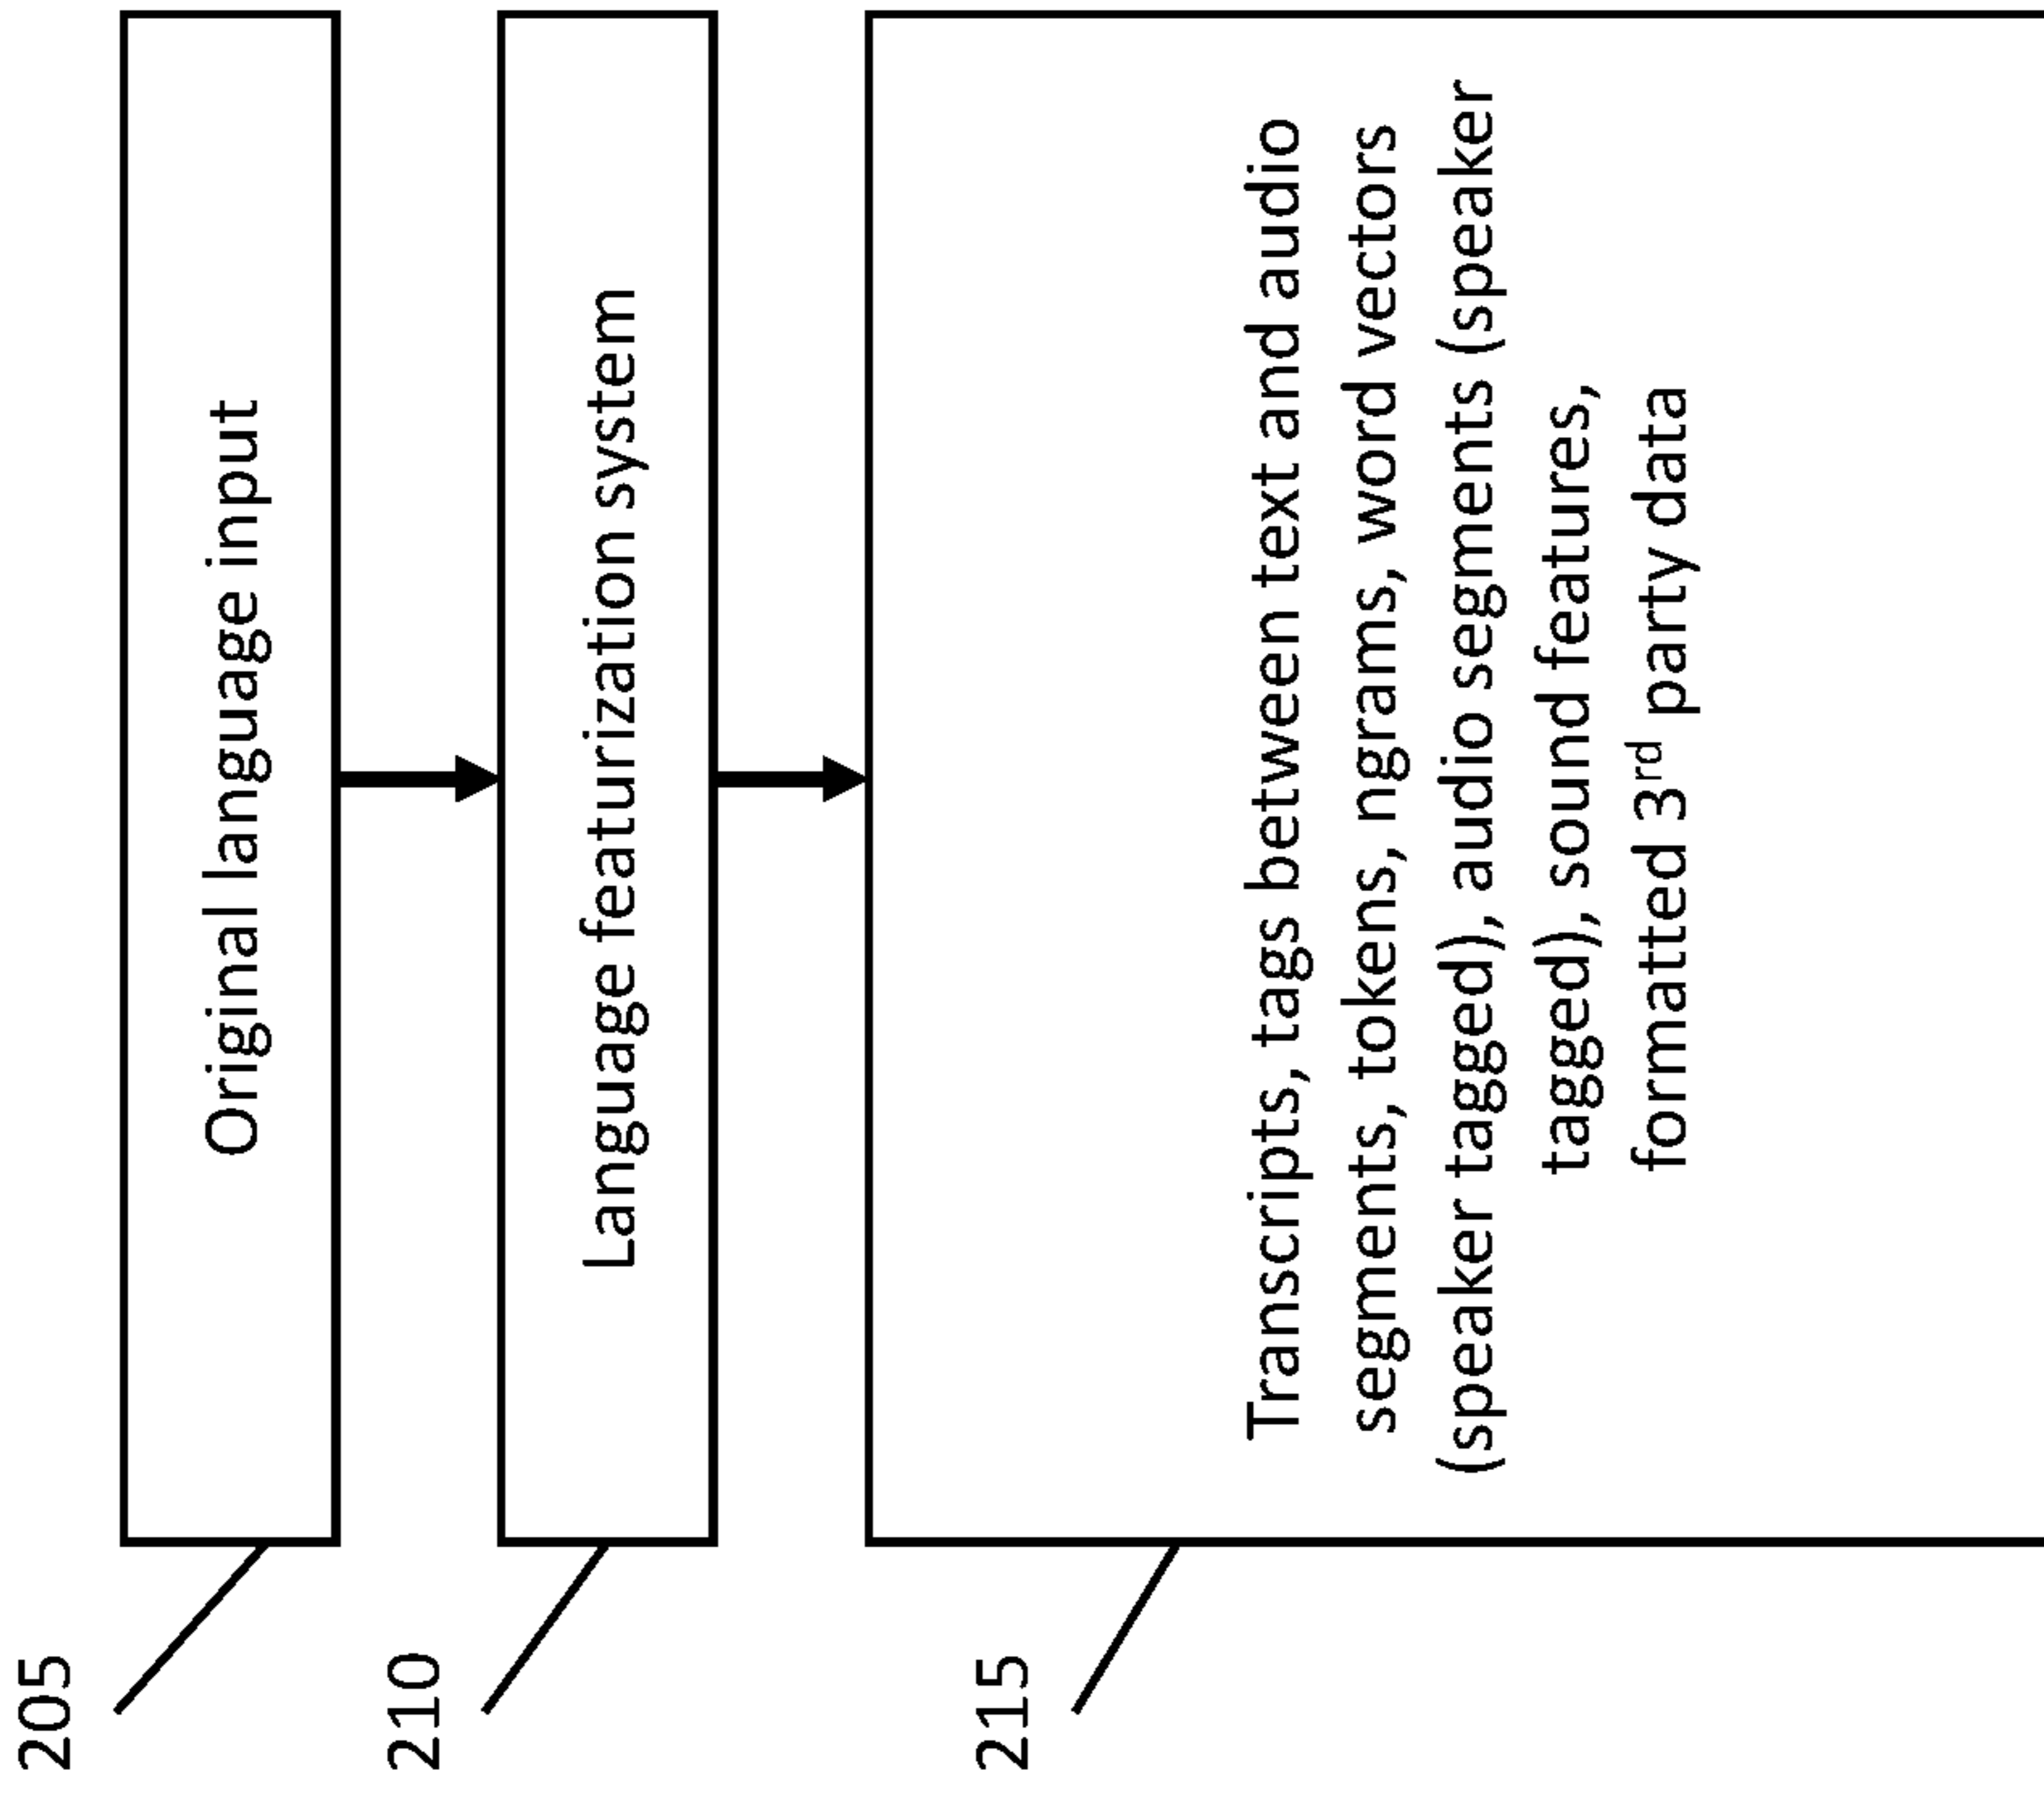 205
Original language input
210
Language featurization system
215
Transcripts, tags between text and audio
segments, tokens, ngrams, word vectors
(speaker tagged), audio segments (speaker
tagged), sound features,
formatted 3rd party data